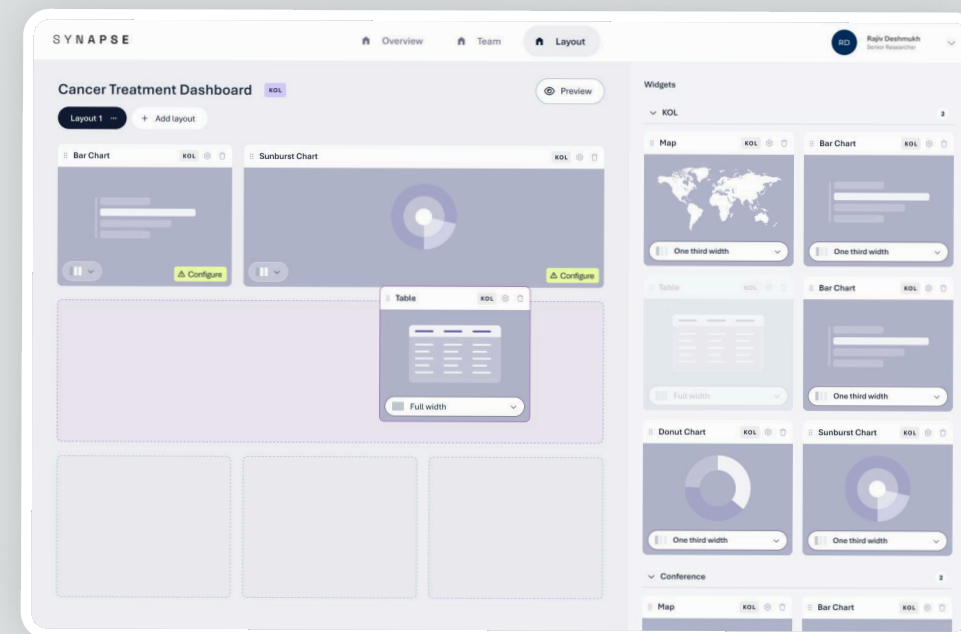 SYNAPSE
Overview
Team
Layout
RD
Rajiv Deshmukh
Senior Researcher
Cancer Treatment Dashboard KOL
Preview
Layout 1 ···
+ Add layout
Bar Chart KOL
Configure
Sunburst Chart KOL
Configure
Table KOL
Full width
Widgets
KOL 2
Map KOL
One third width
Bar Chart KOL
One third width
Table KOL
Full width
Bar Chart KOL
One third width
Donut Chart KOL
One third width
Sunburst Chart KOL
One third width
Conference 2
Map KOL
Bar Chart KOL